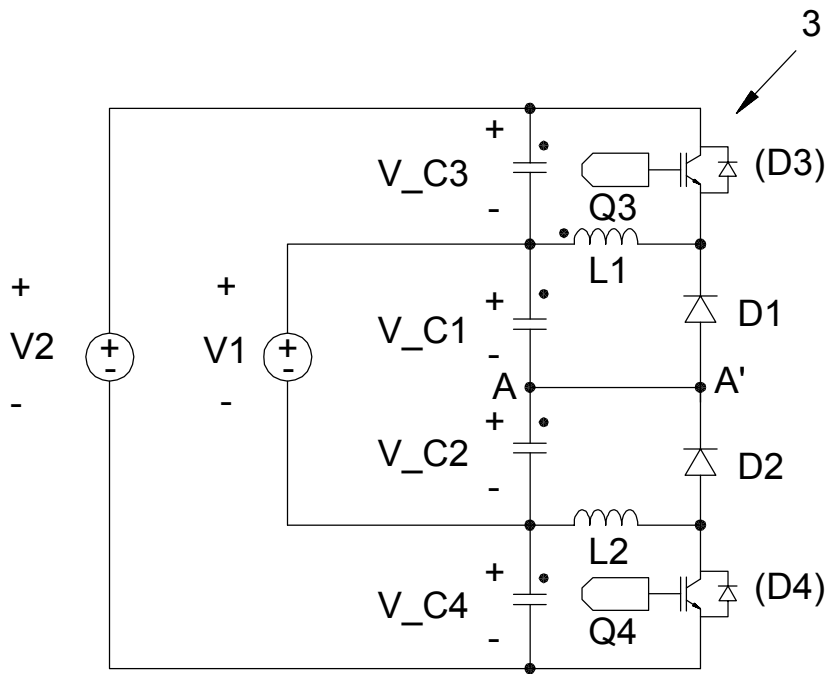 3
+
V_C3
-
(D3)
Q3
L1
+
V2
-
+
V1
-
+
-
+
-
+
V_C1
-
D1
A
A'
+
V_C2
-
D2
L2
+
V_C4
-
(D4)
Q4